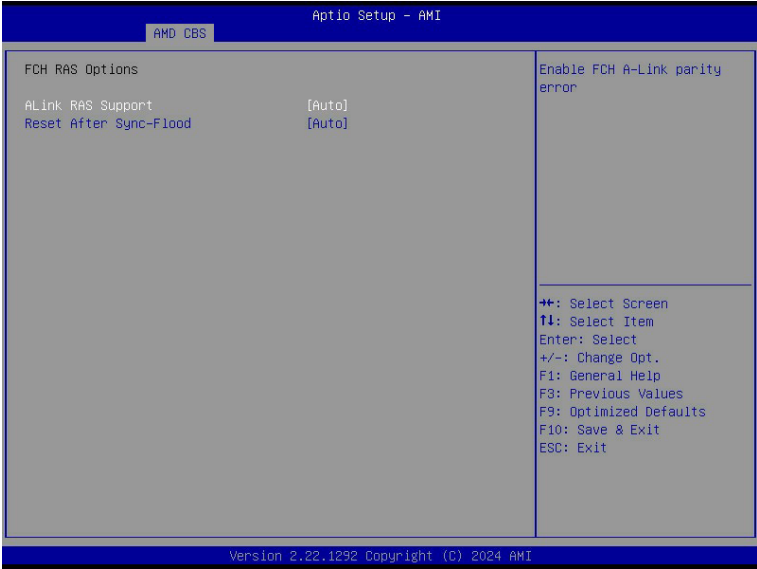 Aptio Setup – AMI
AMD CBS
FCH RAS Options
ALink RAS Support [Auto]
Reset After Sync-Flood [Auto]
Enable FCH A-Link parity
error
→←: Select Screen
↑↓: Select Item
Enter: Select
+/-: Change Opt.
F1: General Help
F3: Previous Values
F9: Optimized Defaults
F10: Save & Exit
ESC: Exit
Version 2.22.1292 Copyright (C) 2024 AMI